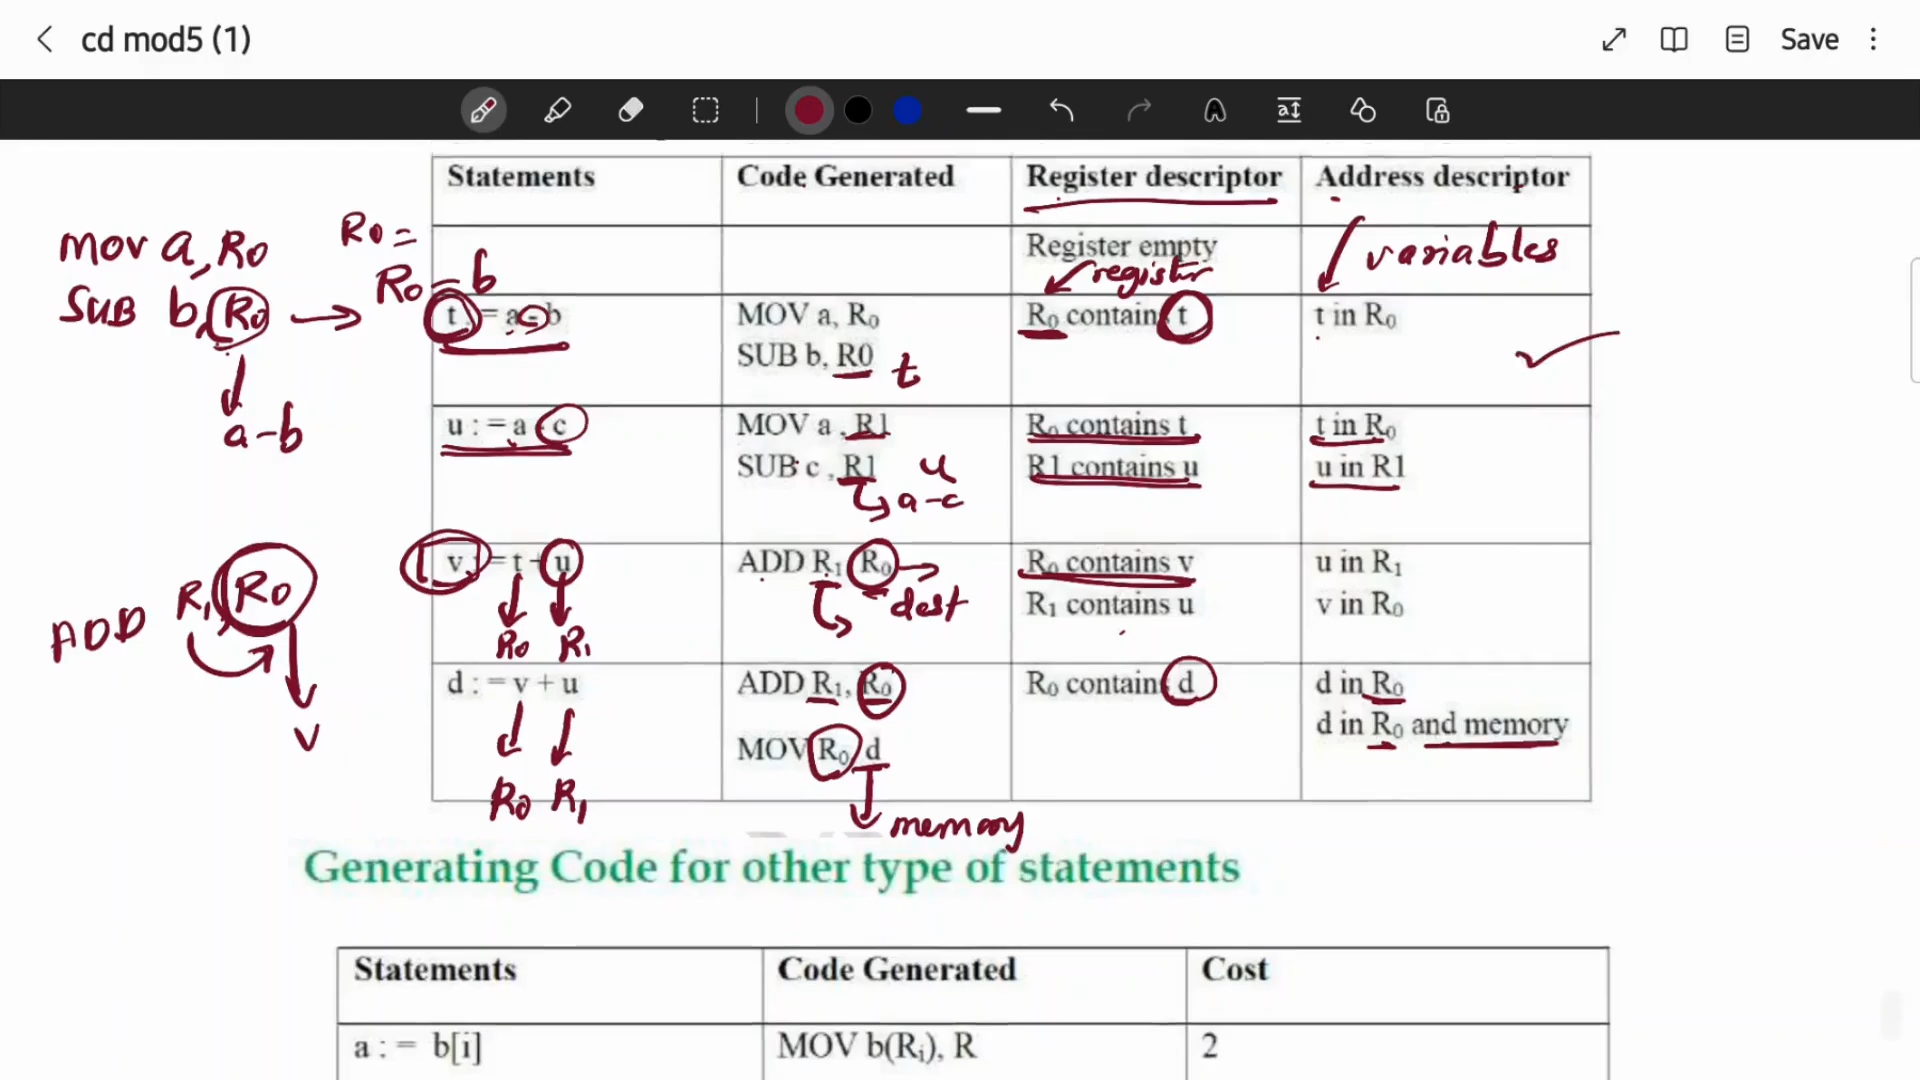 cd mod5 (1)
Save
Statements Code Generated Register descriptor Address descriptor
Register empty
variables
register
mov a, R0
R0 =
SUB b, R0
R0 - b
a-b
t : = a - b MOV a, R0 R0 contain t t in R0
SUB b, R0
t
u : = a c MOV a , R1 R0 contains t t in R0
SUB c , R1 R1 contains u u in R1
u
a-c
v : = t + u ADD R1 R0 R0 contains v u in R1
R1 contains u v in R0
dest
R0 R1
ADD R1, R0
v
d : = v + u ADD R1, R0 R0 contain d d in R0
d in R0 and memory
MOV R0 d
R0 R1
memory
Generating Code for other type of statements
Statements Code Generated Cost
a : = b[i] MOV b(Ri), R 2